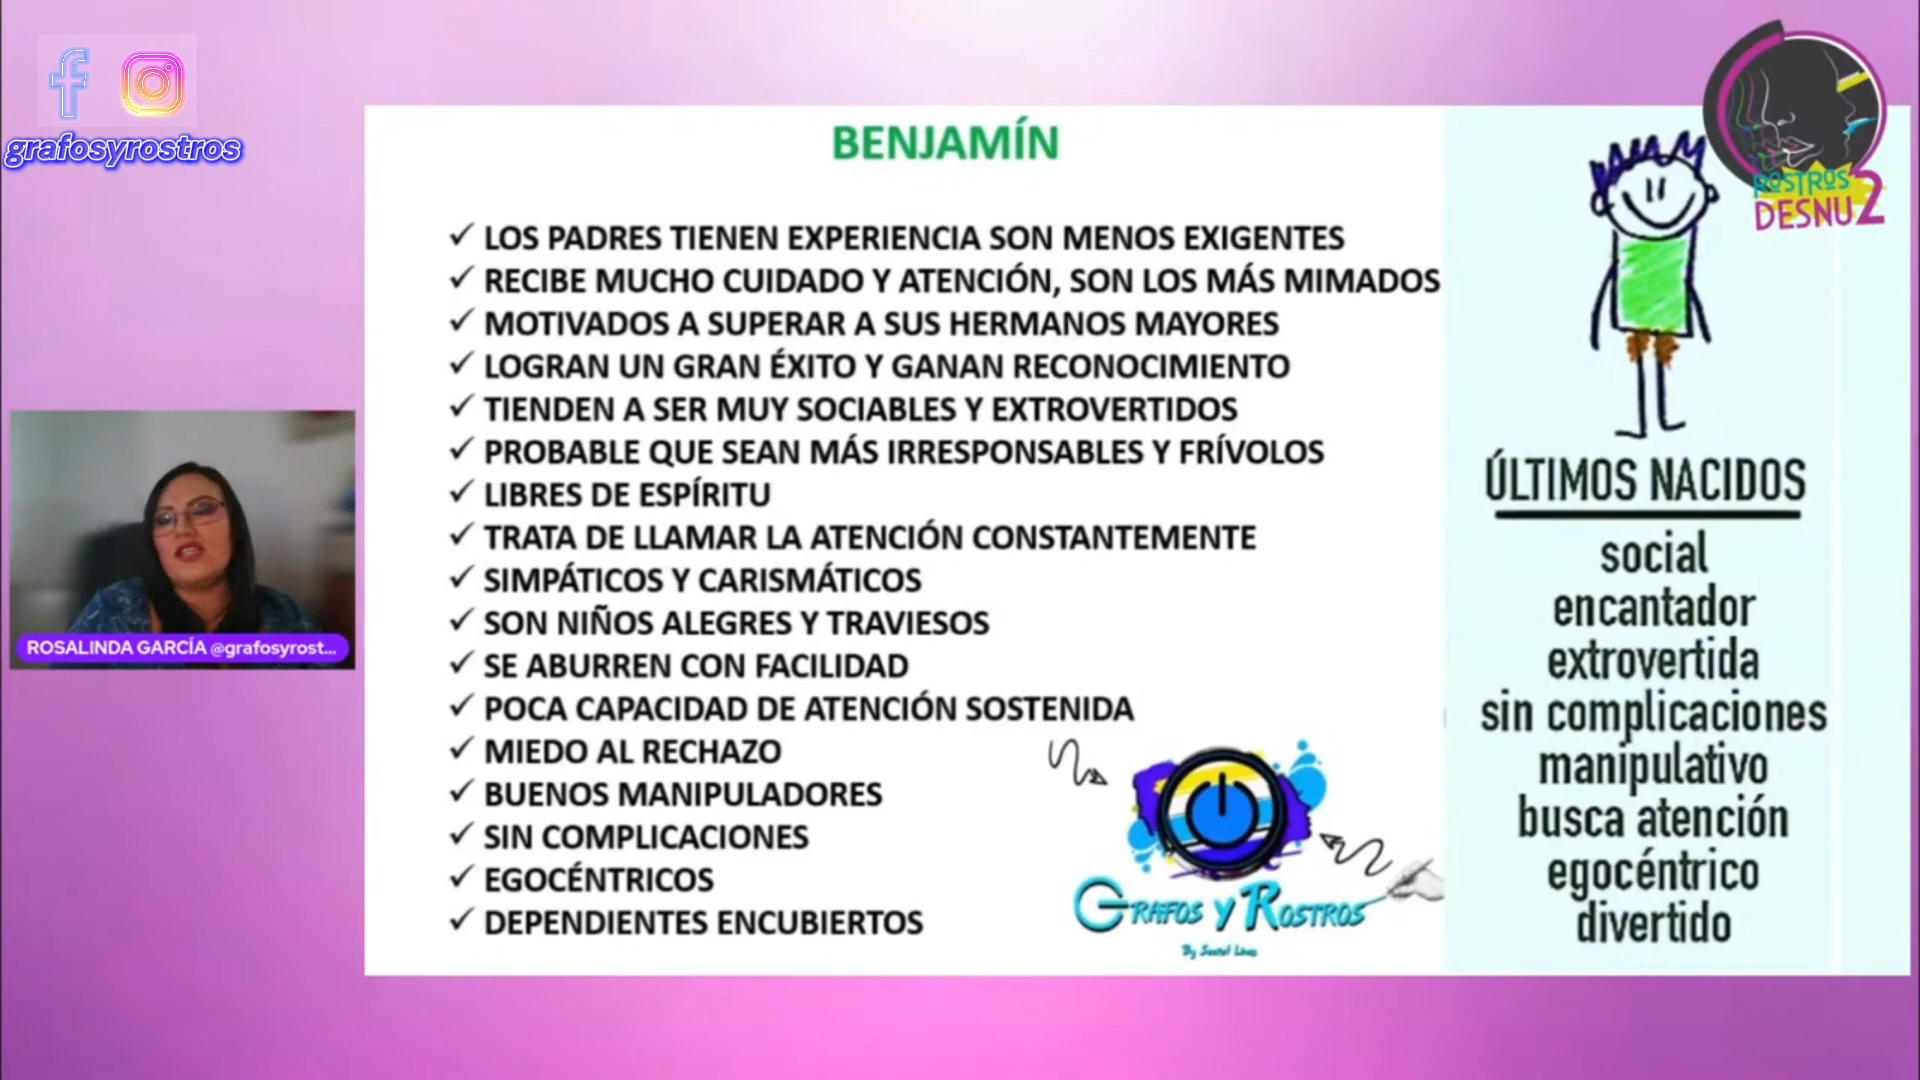 grafosyrostros
ROSTROS
DESNU2
BENJAMÍN
✓ LOS PADRES TIENEN EXPERIENCIA SON MENOS EXIGENTES
✓ RECIBE MUCHO CUIDADO Y ATENCIÓN, SON LOS MÁS MIMADOS
✓ MOTIVADOS A SUPERAR A SUS HERMANOS MAYORES
✓ LOGRAN UN GRAN ÉXITO Y GANAN RECONOCIMIENTO
✓ TIENDEN A SER MUY SOCIABLES Y EXTROVERTIDOS
✓ PROBABLE QUE SEAN MÁS IRRESPONSABLES Y FRÍVOLOS
✓ LIBRES DE ESPÍRITU
✓ TRATA DE LLAMAR LA ATENCIÓN CONSTANTEMENTE
✓ SIMPÁTICOS Y CARISMÁTICOS
✓ SON NIÑOS ALEGRES Y TRAVIESOS
✓ SE ABURREN CON FACILIDAD
✓ POCA CAPACIDAD DE ATENCIÓN SOSTENIDA
✓ MIEDO AL RECHAZO
✓ BUENOS MANIPULADORES
✓ SIN COMPLICACIONES
✓ EGOCÉNTRICOS
✓ DEPENDIENTES ENCUBIERTOS
GRAFOS Y ROSTROS
By Secret Lines
ÚLTIMOS NACIDOS
social
encantador
extrovertida
sin complicaciones
manipulativo
busca atención
egocéntrico
divertido
ROSALINDA GARCÍA @grafosyrost...